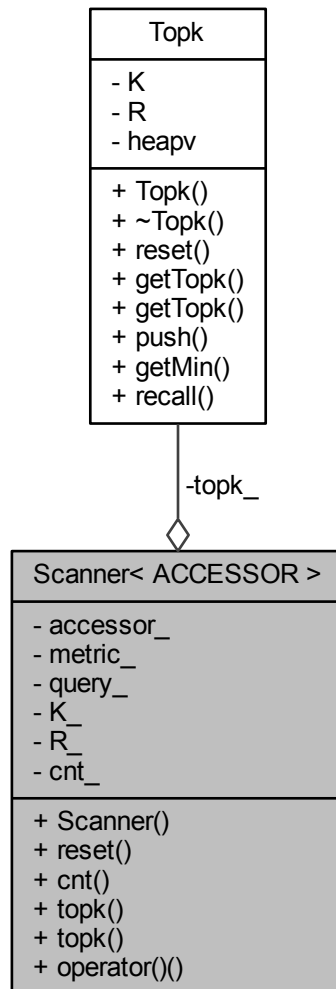 Topk
- K
- R
- heapv
+ Topk()
+ ~Topk()
+ reset()
+ getTopk()
+ getTopk()
+ push()
+ getMin()
+ recall()
-topk_
Scanner< ACCESSOR >
- accessor_
- metric_
- query_
- K_
- R_
- cnt_
+ Scanner()
+ reset()
+ cnt()
+ topk()
+ topk()
+ operator()()